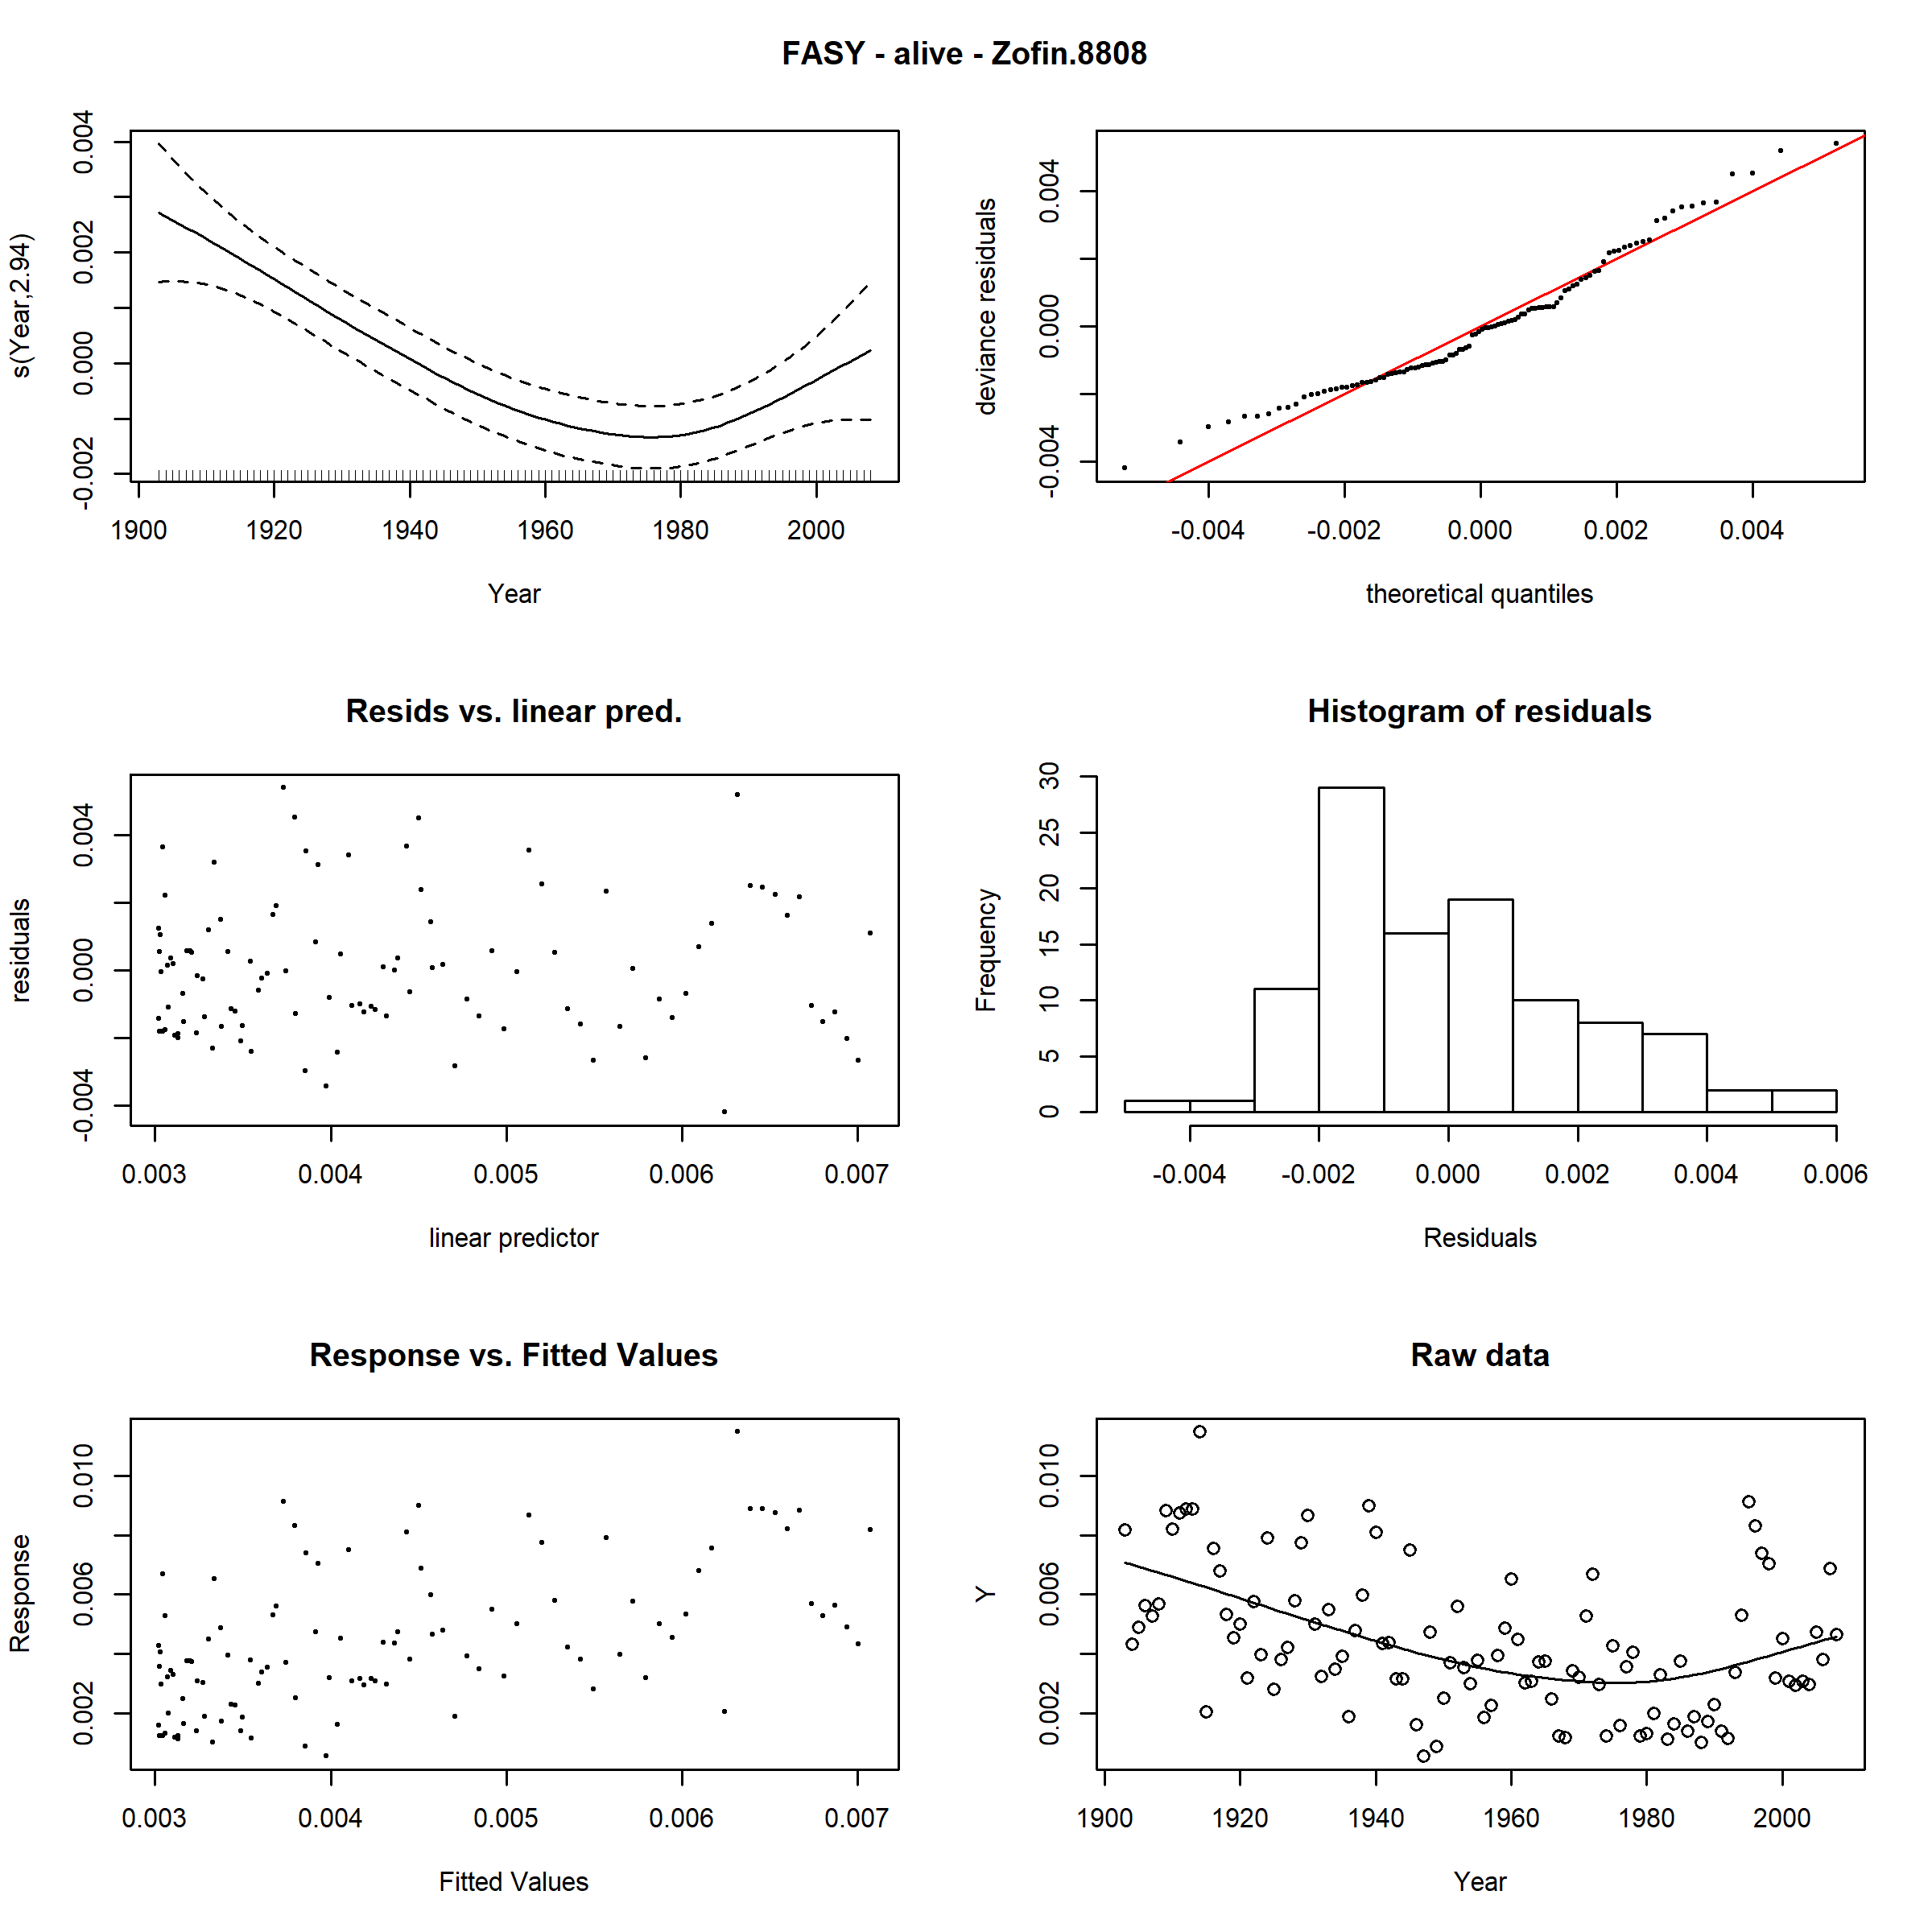 FASY - alive - Zofin.8808
s(Year,2.94)
-0.002 0.000 0.002 0.004
1900 1920 1940 1960 1980 2000
Year
deviance residuals
-0.004 0.000 0.004
-0.004 -0.002 0.000 0.002 0.004
theoretical quantiles
Resids vs. linear pred.
residuals
-0.004 0.000 0.004
0.003 0.004 0.005 0.006 0.007
linear predictor
Histogram of residuals
Frequency
0 5 10 15 20 25 30
-0.004 -0.002 0.000 0.002 0.004 0.006
Residuals
Response vs. Fitted Values
Response
0.002 0.006 0.010
0.003 0.004 0.005 0.006 0.007
Fitted Values
Raw data
Y
0.002 0.006 0.010
1900 1920 1940 1960 1980 2000
Year